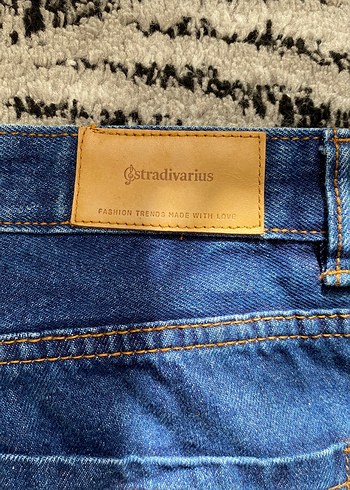 stradivarius
FASHION TRENDS MADE WITH LOVE